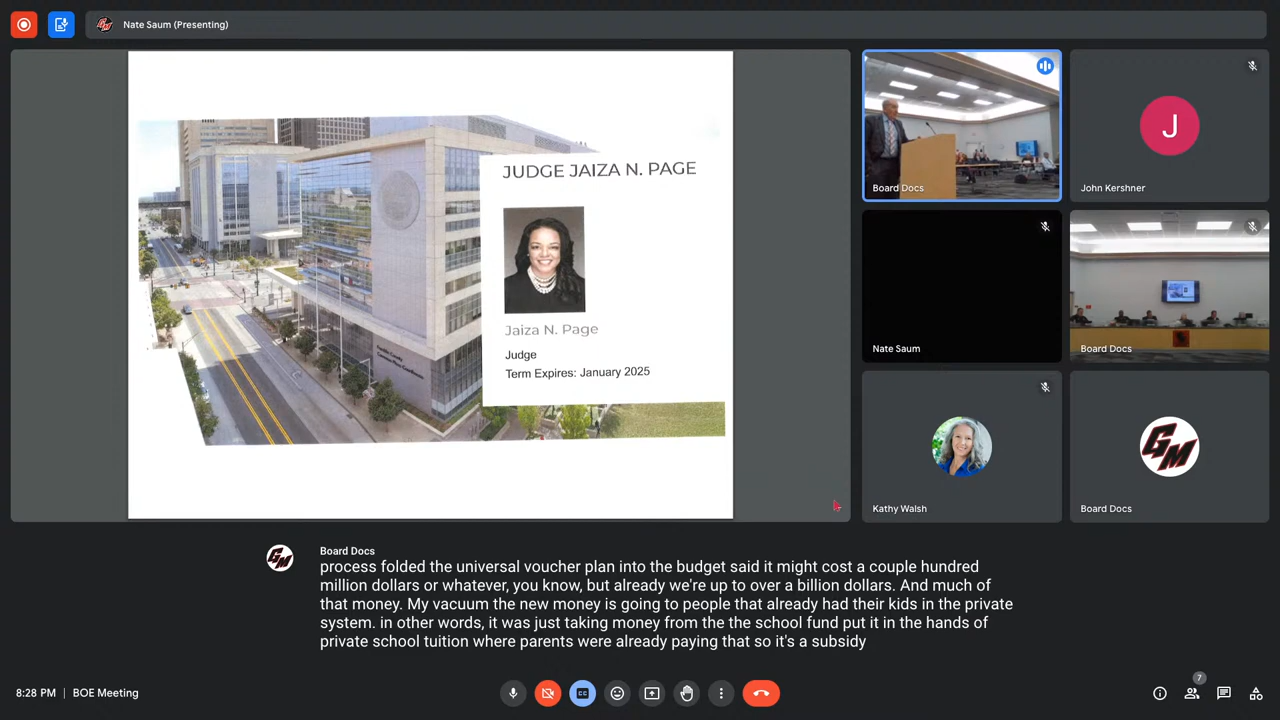 Nate Saum (Presenting)
JUDGE JAIZA N. PAGE
Jaiza N. Page
Judge
Term Expires: January 2025
Board Docs
J
John Kershner
Nate Saum
Board Docs
Kathy Walsh
GM
Board Docs
Board Docs
process folded the universal voucher plan into the budget said it might cost a couple hundred
million dollars or whatever, you know, but already we're up to over a billion dollars. And much of
that money. My vacuum the new money is going to people that already had their kids in the private
system. in other words, it was just taking money from the the school fund put it in the hands of
private school tuition where parents were already paying that so it's a subsidy
8:28 PM | BOE Meeting
CC
7